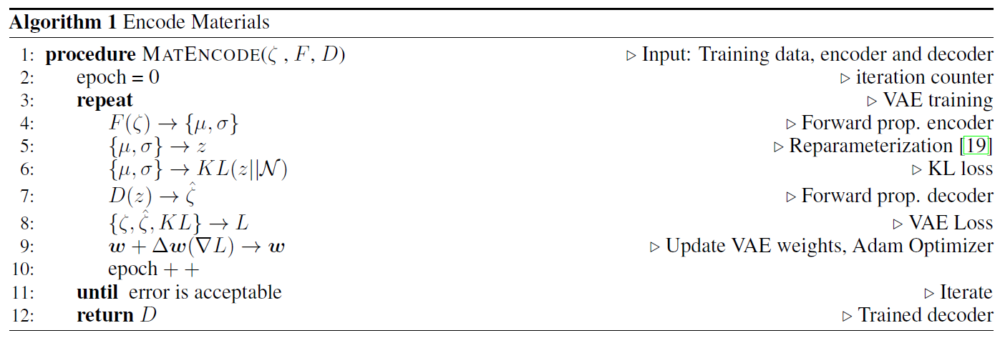 Algorithm 1 Encode Materials
1: procedure MATENCODE(ζ , F, D) ▷ Input: Training data, encoder and decoder
2: epoch = 0 ▷ iteration counter
3: repeat ▷ VAE training
4: F(ζ) → {μ, σ} ▷ Forward prop. encoder
5: {μ, σ} → z ▷ Reparameterization [19]
6: {μ, σ} → KL(z||𝒩) ▷ KL loss
7: D(z) → ζ̂ ▷ Forward prop. decoder
8: {ζ, ζ̂, KL} → L ▷ VAE Loss
9: w + Δw(∇L) → w ▷ Update VAE weights, Adam Optimizer
10: epoch + +
11: until error is acceptable ▷ Iterate
12: return D ▷ Trained decoder